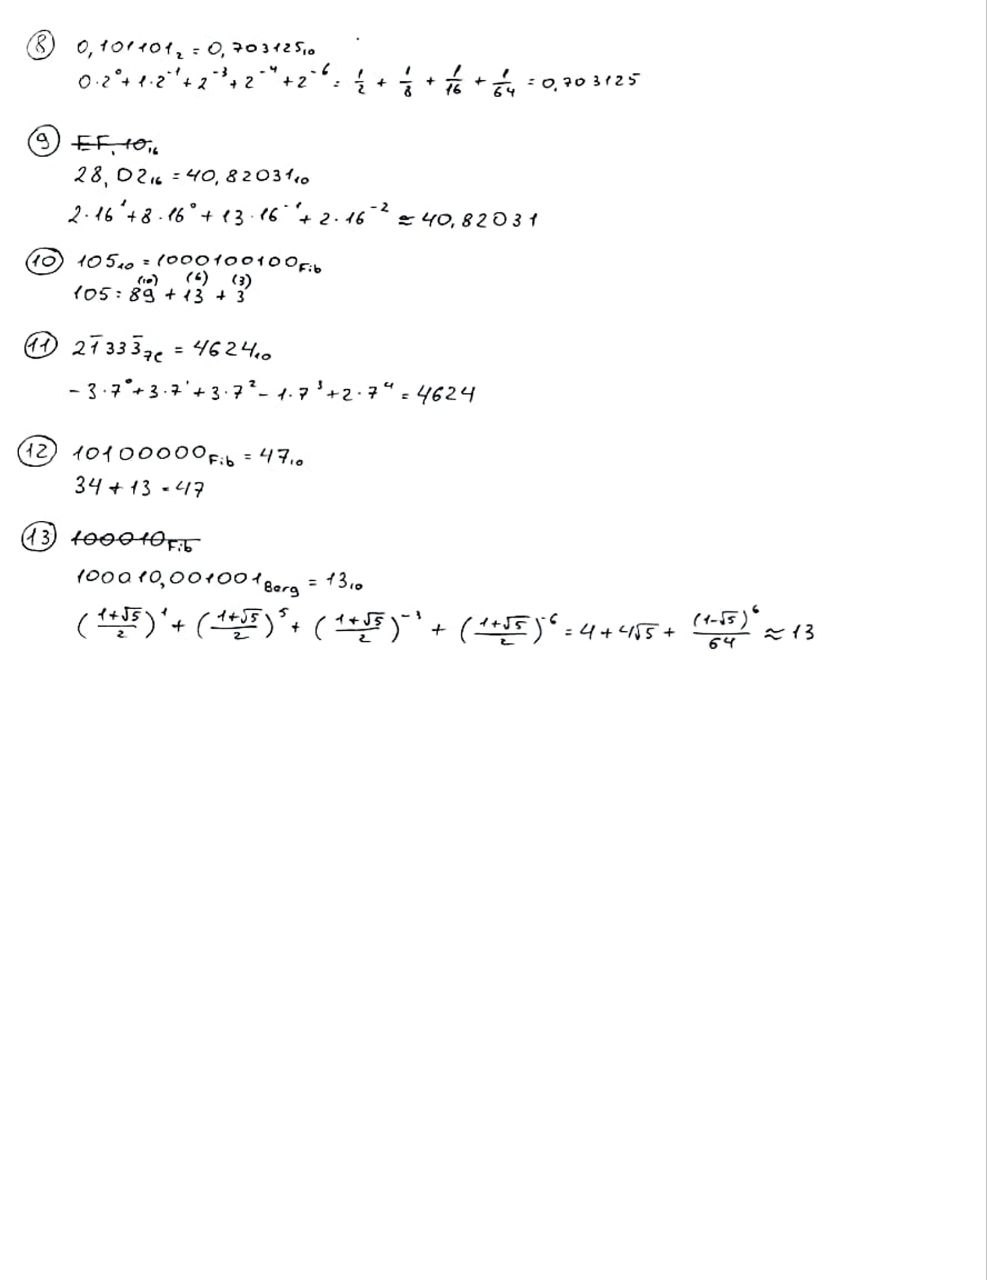 8 0,101101₂ = 0,703125₁₀
0·2⁰+1·2⁻¹+2⁻³+2⁻⁴+2⁻⁶ = 1/2 + 1/8 + 1/16 + 1/64 = 0,703125
9 EF,10₁₆
28,D2₁₆ = 40,82031₁₀
2·16¹+8·16⁰+13·16⁻¹+2·16⁻² ≈ 40,82031
10 105₁₀ = 1000100100Fib
(10) (6) (3)
105 = 89 + 13 + 3
11 21̅333̅7C = 4624₁₀
-3·7⁰+3·7¹+3·7²-1·7³+2·7⁴ = 4624
12 10100000Fib = 47₁₀
34 + 13 = 47
13 100010Fib
100010,001001Berg = 13₁₀
((1+√5)/2)¹ + ((1+√5)/2)⁵ + ((1+√5)/2)⁻³ + ((1+√5)/2)⁻⁶ = 4+4√5 + (1-√5)⁶/64 ≈ 13